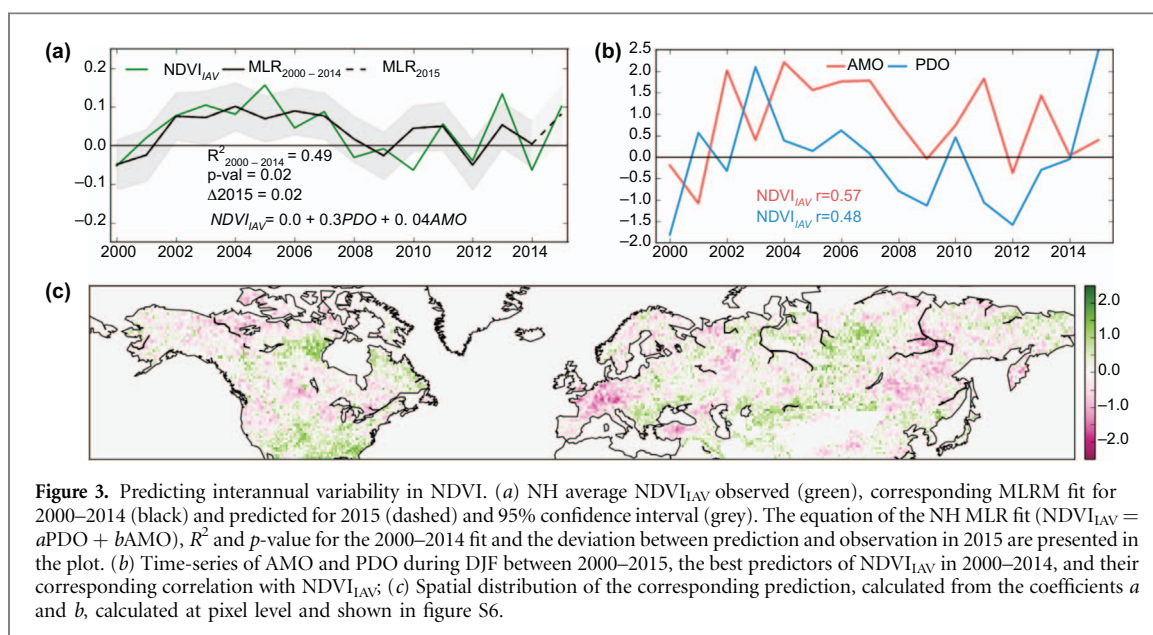 (a)
NDVI_IAV MLR_2000 – 2014 MLR_2015
0.2
0.1
0.0
–0.1
–0.2
R²_2000 – 2014 = 0.49
p-val = 0.02
Δ2015 = 0.02
NDVI_IAV = 0.0 + 0.3PDO + 0. 04AMO
2000 2002 2004 2006 2008 2010 2012 2014
(b)
AMO PDO
2.5
2.0
1.5
1.0
0.5
0.0
–0.5
–1.0
–1.5
–2.0
NDVI_IAV r=0.57
NDVI_IAV r=0.48
2000 2002 2004 2006 2008 2010 2012 2014
(c)
2.0
1.0
0.0
–1.0
–2.0
Figure 3. Predicting interannual variability in NDVI. (a) NH average NDVI_IAV observed (green), corresponding MLRM fit for
2000–2014 (black) and predicted for 2015 (dashed) and 95% confidence interval (grey). The equation of the NH MLR fit (NDVI_IAV =
aPDO + bAMO), R² and p-value for the 2000–2014 fit and the deviation between prediction and observation in 2015 are presented in
the plot. (b) Time-series of AMO and PDO during DJF between 2000–2015, the best predictors of NDVI_IAV in 2000–2014, and their
corresponding correlation with NDVI_IAV; (c) Spatial distribution of the corresponding prediction, calculated from the coefficients a
and b, calculated at pixel level and shown in figure S6.